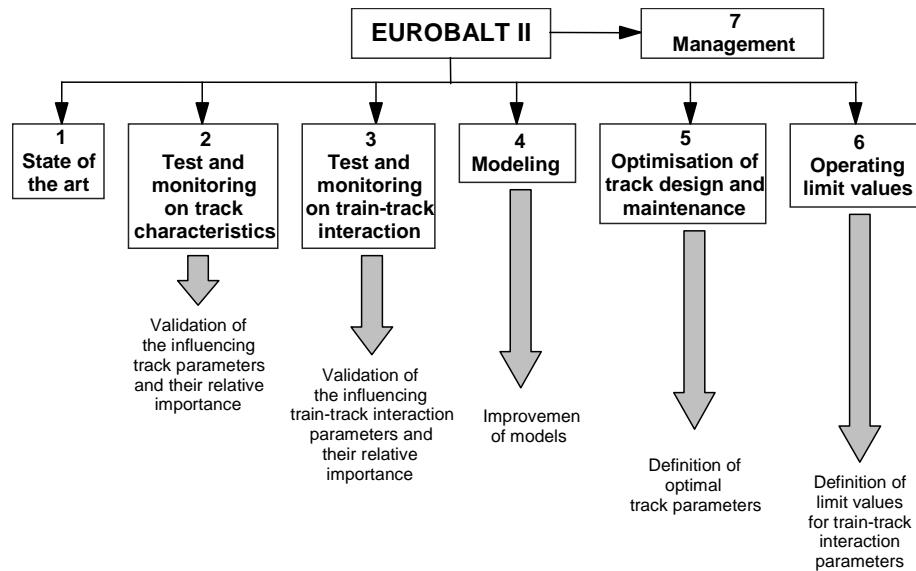 EUROBALT II
7
Management
1
State of
the art
2
Test and
monitoring
on track
characteristics
3
Test and
monitoring
on train-track
interaction
4
Modeling
5
Optimisation of
track design and
maintenance
6
Operating
limit values
Validation of
the influencing
track parameters
and their relative
importance
Validation of
the influencing
train-track interaction
parameters and
their relative
importance
Improvemen
of models
Definition of
optimal
track parameters
Definition of
limit values
for train-track
interaction
parameters